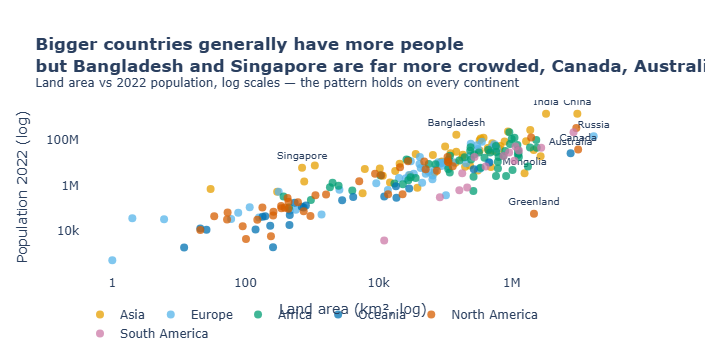 Bigger countries generally have more people
but Bangladesh and Singapore are far more crowded, Canada, Australi
Land area vs 2022 population, log scales — the pattern holds on every continent
India China
Bangladesh
Russia
Canada
Australia
Singapore
Mongolia
Greenland
Population 2022 (log)
100M
1M
10k
1
100
10k
1M
Land area (km², log)
Asia
Europe
Africa
Oceania
North America
South America